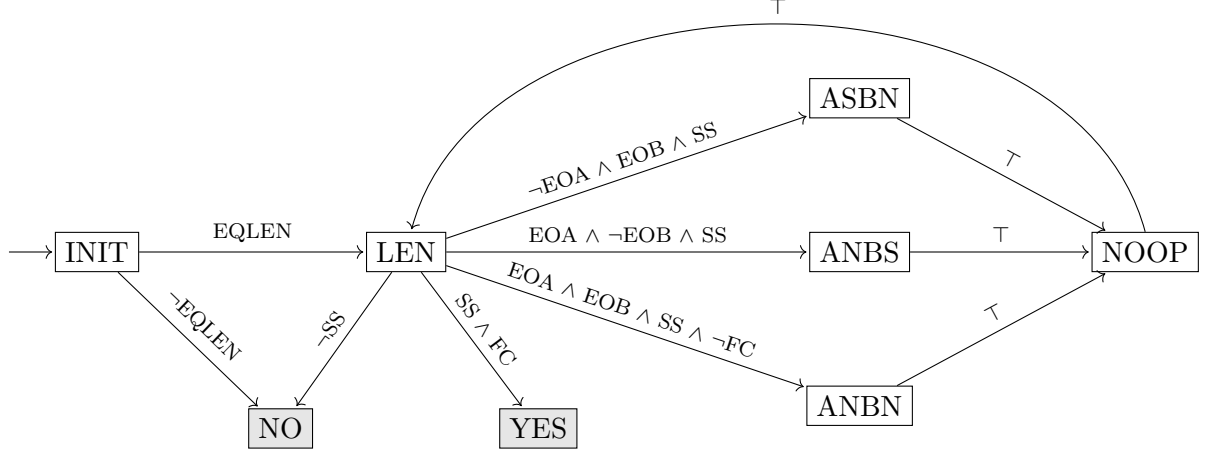 ⊤
ASBN
¬EOA ∧ EOB ∧ SS
⊤
INIT
EQLEN
LEN
EOA ∧ ¬EOB ∧ SS
ANBS
⊤
NOOP
¬EQLEN
¬SS
SS ∧ FC
EOA ∧ EOB ∧ SS ∧ ¬FC
⊤
NO
YES
ANBN